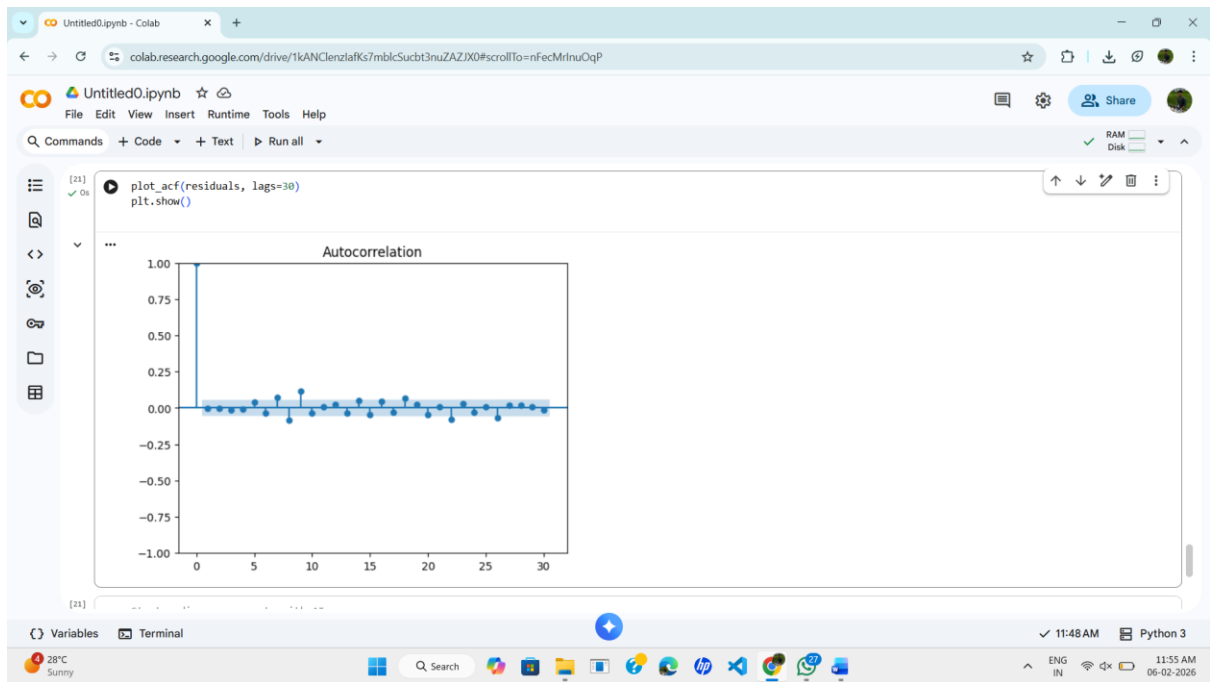 Untitled0.ipynb - Colab
colab.research.google.com/drive/1kANClenzIafKs7mblcSucbt3nuZAZJX0#scrollTo=nFecMrInuOqP
Untitled0.ipynb
File Edit View Insert Runtime Tools Help
Share
Commands + Code + Text Run all
RAM
Disk
[21]
0s
plot_acf(residuals, lags=30)
plt.show()
Autocorrelation
1.00
0.75
0.50
0.25
0.00
−0.25
−0.50
−0.75
−1.00
0 5 10 15 20 25 30
[21]
{} Variables Terminal
11:48 AM Python 3
4
28°C
Sunny
Search
27
ENG
IN
11:55 AM
06-02-2026